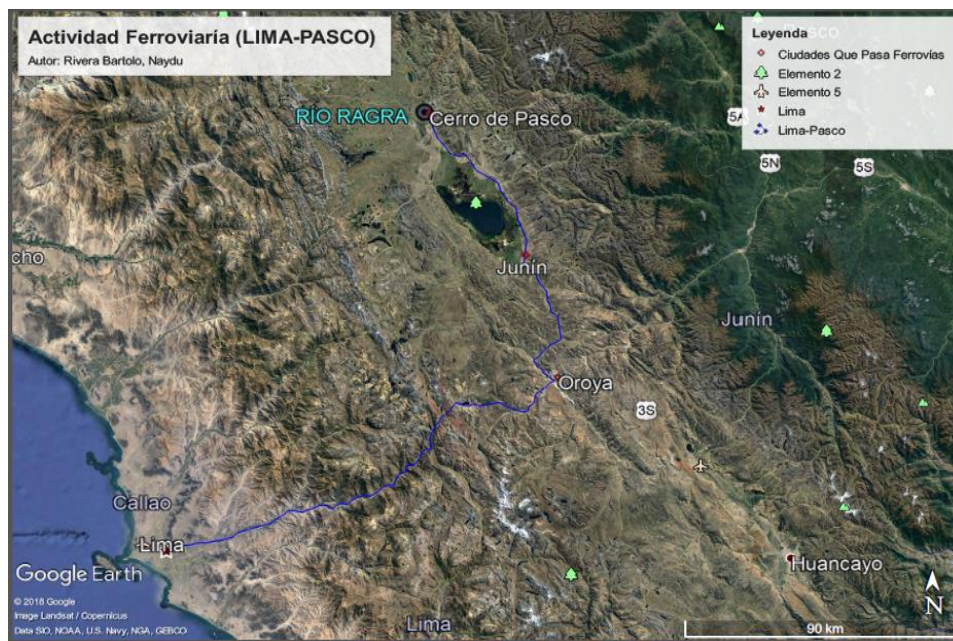 Actividad Ferroviaría (LIMA-PASCO)
Autor: Rivera Bartolo, Naydu
Leyenda
Ciudades Que Pasa Ferrovias
Elemento 2
Elemento 5
Lima
Lima-Pasco
RÍO RAGRA
Cerro de Pasco
5A
5N
5S
cho
Junín
Junín
Oroya
3S
Callao
Lima
Huancayo
Google Earth
© 2018 Google
Image Landsat / Copernicus
Data SIO, NOAA, U.S. Navy, NGA, GEBCO
Lima
N
90 km